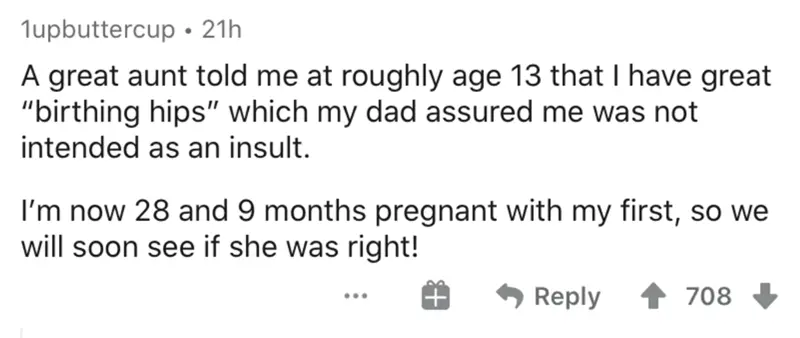 1upbuttercup • 21h
A great aunt told me at roughly age 13 that I have great
“birthing hips” which my dad assured me was not
intended as an insult.
I’m now 28 and 9 months pregnant with my first, so we
will soon see if she was right!
... Reply 708